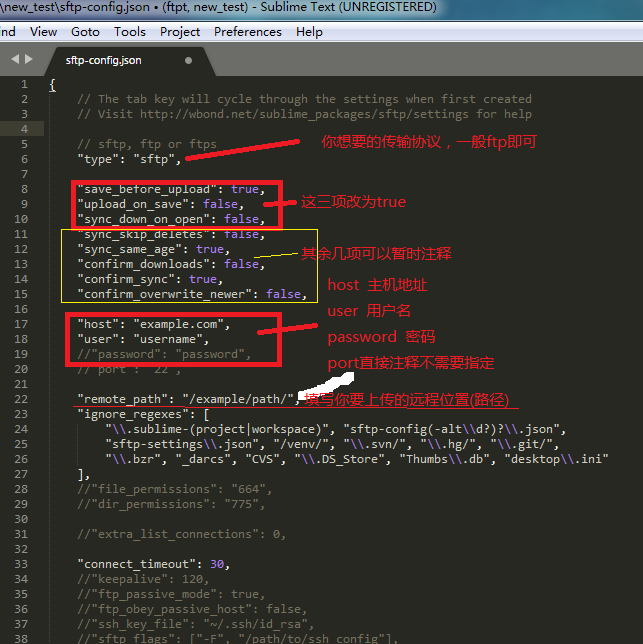 \new_test\sftp-config.json • (ftpt, new_test) - Sublime Text (UNREGISTERED)
nd View Goto Tools Project Preferences Help
sftp-config.json
1 {
2 // The tab key will cycle through the settings when first created
3 // Visit http://wbond.net/sublime_packages/sftp/settings for help
4
5 // sftp, ftp or ftps 你想要的传输协议，一般ftp即可
6 "type": "sftp",
7
8 "save_before_upload": true,
9 "upload_on_save": false, 这三项改为true
10 "sync_down_on_open": false,
11 "sync_skip_deletes": false,
12 "sync_same_age": true, 其余几项可以暂时注释
13 "confirm_downloads": false,
14 "confirm_sync": true, host 主机地址
15 "confirm_overwrite_newer": false,
16 user 用户名
17 "host": "example.com",
18 "user": "username", password 密码
19 //"password": "password",
20 //"port": "22", port直接注释不需要指定
21
22 "remote_path": "/example/path/", 填写你要上传的远程位置(路径)
23 "ignore_regexes": [
24 "\\.sublime-(project|workspace)", "sftp-config(-alt\\d?)?\\.json",
25 "sftp-settings\\.json", "/venv/", "\\.svn/", "\\.hg/", "\\.git/",
26 "\\.bzr", "_darcs", "CVS", "\\.DS_Store", "Thumbs\\.db", "desktop\\.ini"
27 ],
28 //"file_permissions": "664",
29 //"dir_permissions": "775",
30
31 //"extra_list_connections": 0,
32
33 "connect_timeout": 30,
34 //"keepalive": 120,
35 //"ftp_passive_mode": true,
36 //"ftp_obey_passive_host": false,
37 //"ssh_key_file": "~/.ssh/id_rsa",
38 //"sftp_flags": ["-F", "/path/to/ssh_config"],